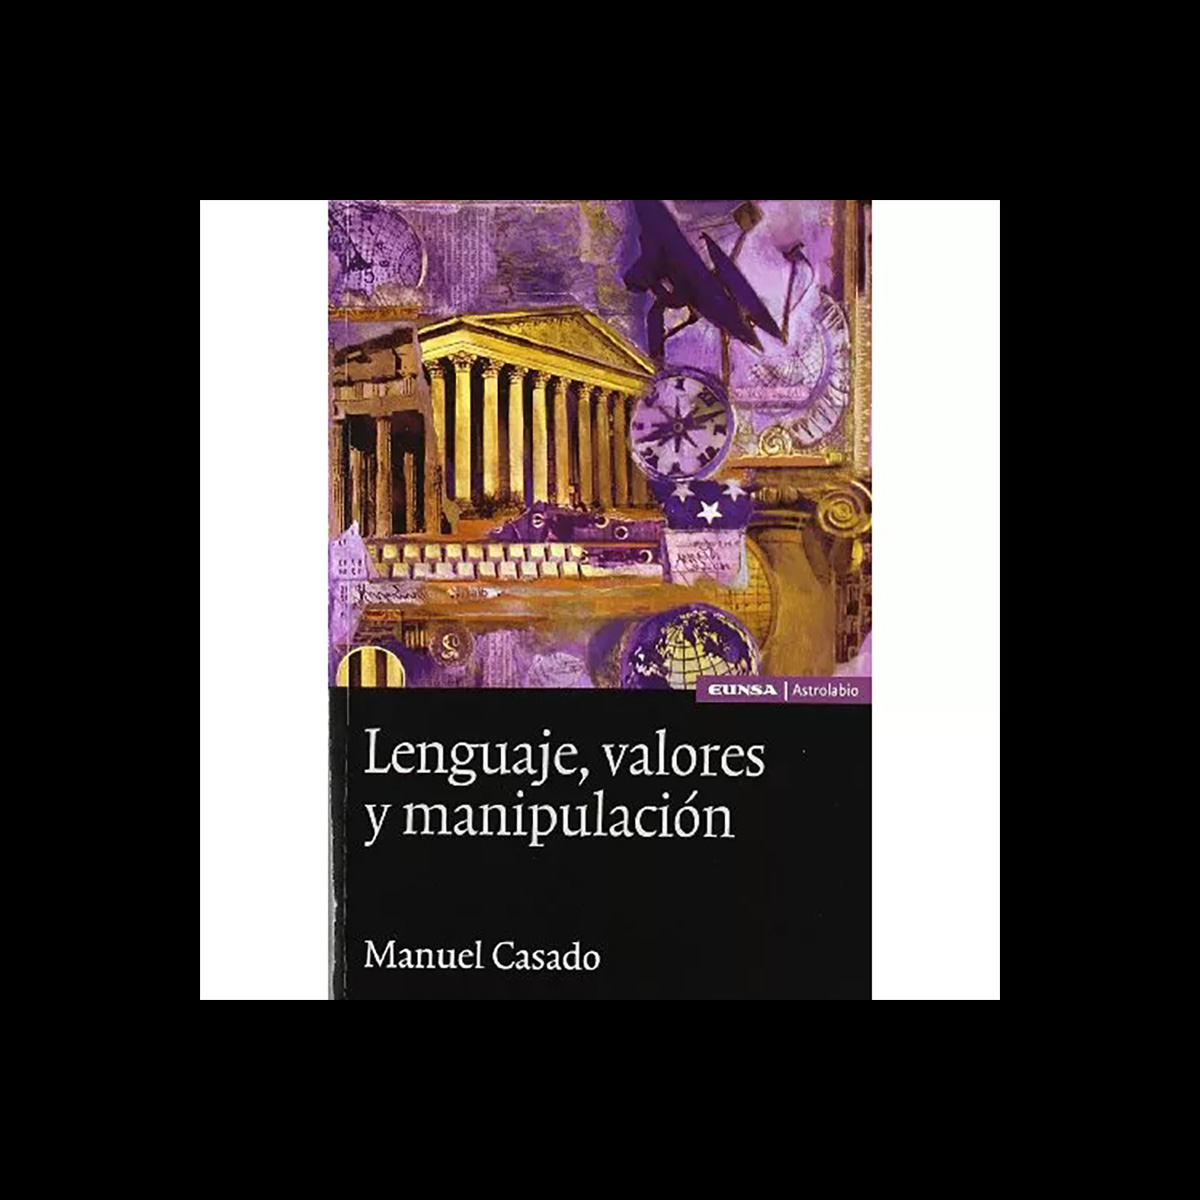 EUNSA | Astrolabio
Lenguaje, valores
y manipulación
Manuel Casado